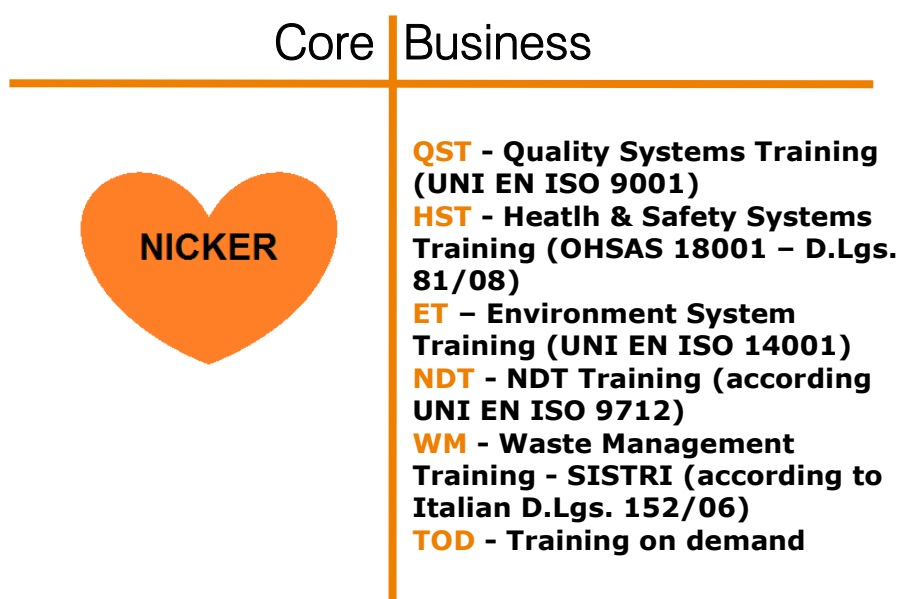 Core Business
NICKER
QST - Quality Systems Training
(UNI EN ISO 9001)
HST - Heatlh & Safety Systems
Training (OHSAS 18001 – D.Lgs.
81/08)
ET – Environment System
Training (UNI EN ISO 14001)
NDT - NDT Training (according
UNI EN ISO 9712)
WM - Waste Management
Training - SISTRI (according to
Italian D.Lgs. 152/06)
TOD - Training on demand